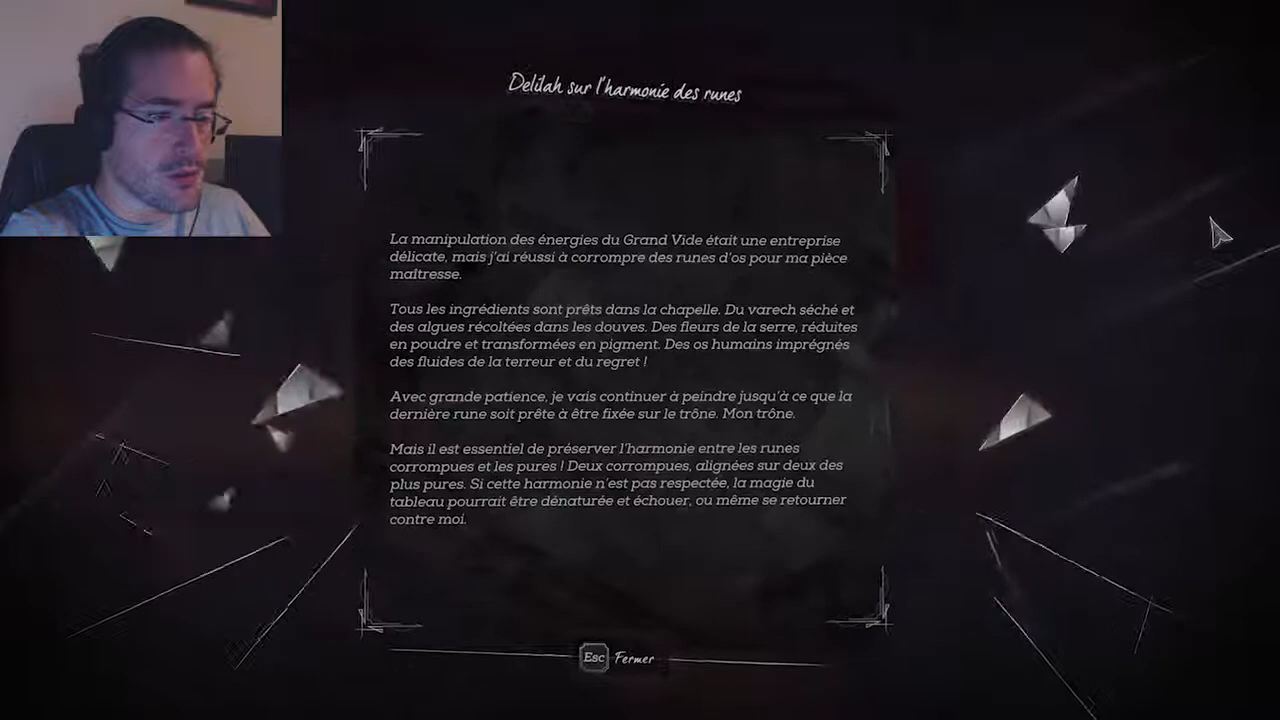 Delilah sur l'harmonie des runes
La manipulation des énergies du Grand Vide était une entreprise
délicate, mais j'ai réussi à corrompre des runes d'os pour ma pièce
maîtresse.
Tous les ingrédients sont prêts dans la chapelle. Du varech séché et
des algues récoltées dans les douves. Des fleurs de la serre, réduites
en poudre et transformées en pigment. Des os humains imprégnés
des fluides de la terreur et du regret !
Avec grande patience, je vais continuer à peindre jusqu'à ce que la
dernière rune soit prête à être fixée sur le trône. Mon trône.
Mais il est essentiel de préserver l'harmonie entre les runes
corrompues et les pures ! Deux corrompues, alignées sur deux des
plus pures. Si cette harmonie n'est pas respectée, la magie du
tableau pourrait être dénaturée et échouer, ou même se retourner
contre moi.
Esc Fermer